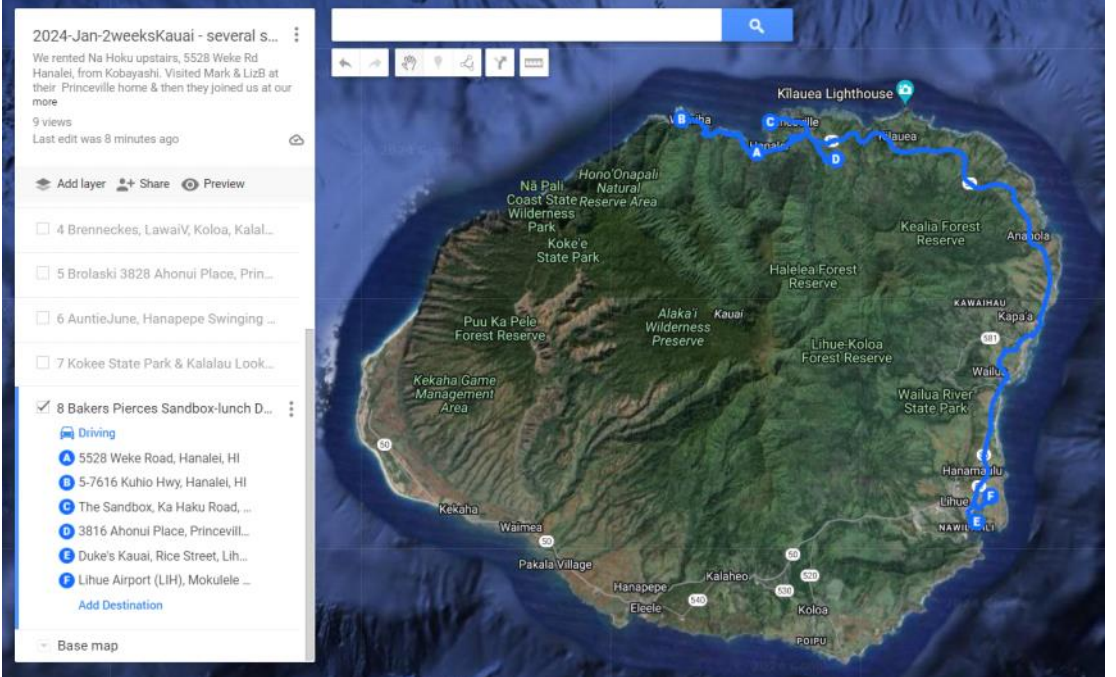 2024-Jan-2weeksKauai - several s...
We rented Na Hoku upstairs, 5528 Weke Rd
Hanalei, from Kobayashi. Visited Mark & LizB at
their Princeville home & then they joined us at our
more
9 views
Last edit was 8 minutes ago
Add layer
Share
Preview
4 Brenneckes, LawaiV, Koloa, Kalal...
5 Brolaski 3828 Ahonui Place, Prin...
6 AuntieJune, Hanapepe Swinging ...
7 Kokee State Park & Kalalau Look...
8 Bakers Pierces Sandbox-lunch D...
Driving
A 5528 Weke Road, Hanalei, HI
B 5-7616 Kuhio Hwy, Hanalei, HI
C The Sandbox, Ka Haku Road, ...
D 3816 Ahonui Place, Princevill...
E Duke's Kauai, Rice Street, Lih...
F Lihue Airport (LIH), Mokulele ...
Add Destination
Base map
Kīlauea Lighthouse
B
C
A
D
Kilauea
Hono'Onapali
Natural
Reserve Area
Nā Pali
Coast State
Wilderness
Park
Koke'e
State Park
Kealia Forest
Reserve
Anahola
Halelea Forest
Reserve
KAWAIHAU
Kapa'a
Alaka'i
Wilderness
Preserve
Kauai
Puu Ka Pele
Forest Reserve
581
Lihue-Koloa
Forest Reserve
Wailua
Kekaha Game
Management
Area
Wailua River
State Park
50
Hanamaulu
Lihue
F
E
Kekaha
Waimea
50
Pakala Village
50
Kalaheo
520
530
Hanapepe
540
Eleele
Koloa
POIPU